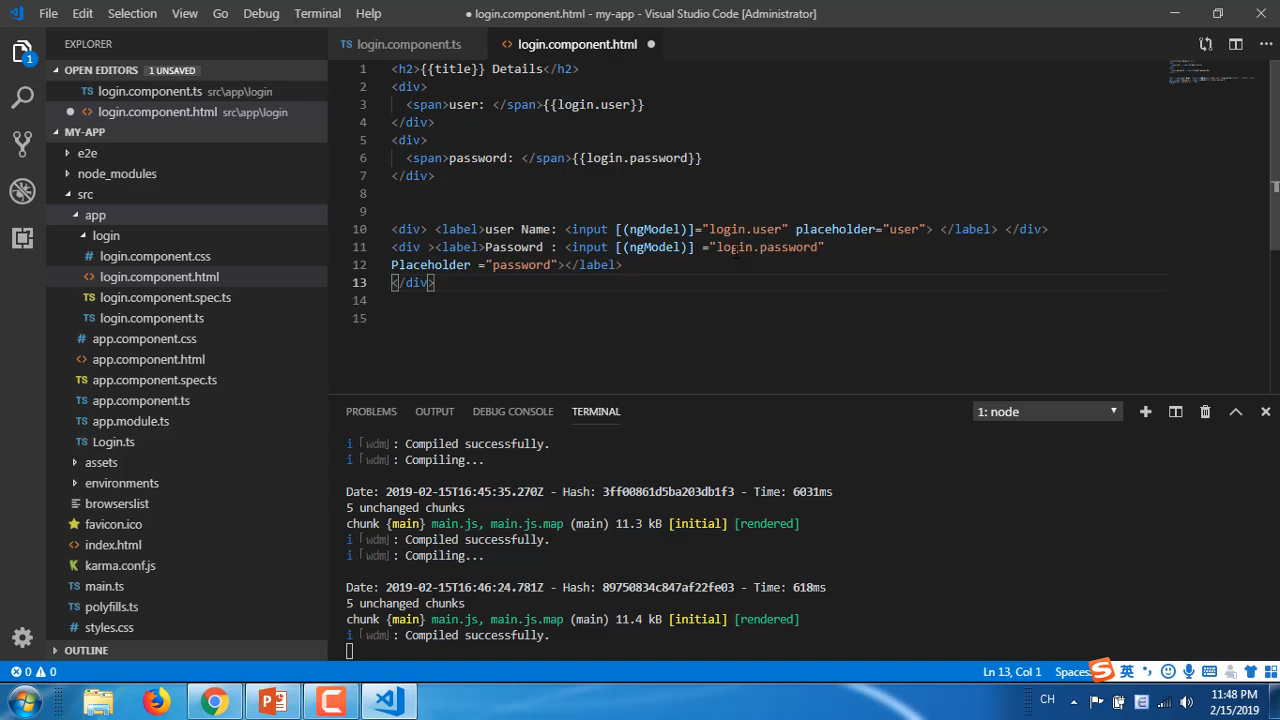 File Edit Selection View Go Debug Terminal Help
● login.component.html - my-app - Visual Studio Code [Administrator]
EXPLORER
TS login.component.ts
<> login.component.html ●
OPEN EDITORS 1 UNSAVED
TS login.component.ts src\app\login
● <> login.component.html src\app\login
MY-APP
e2e
node_modules
src
app
login
# login.component.css
<> login.component.html
TS login.component.spec.ts
TS login.component.ts
# app.component.css
<> app.component.html
TS app.component.spec.ts
TS app.component.ts
TS app.module.ts
TS Login.ts
assets
environments
browserslist
favicon.ico
<> index.html
karma.conf.js
TS main.ts
TS polyfills.ts
# styles.css
OUTLINE
1 <h2>{{title}} Details</h2>
2 <div>
3 <span>user: </span>{{login.user}}
4 </div>
5 <div>
6 <span>password: </span>{{login.password}}
7 </div>
8
9
10 <div> <label>user Name: <input [(ngModel)]="login.user" placeholder="user"> </label> </div>
11 <div ><label>Passowrd : <input [(ngModel)] ="login.password"
12 Placeholder ="password"></label>
13 </div>
14
15
PROBLEMS OUTPUT DEBUG CONSOLE TERMINAL
1: node
i 「wdm」: Compiled successfully.
i 「wdm」: Compiling...
Date: 2019-02-15T16:45:35.270Z - Hash: 3ff00861d5ba203db1f3 - Time: 6031ms
5 unchanged chunks
chunk {main} main.js, main.js.map (main) 11.3 kB [initial] [rendered]
i 「wdm」: Compiled successfully.
i 「wdm」: Compiling...
Date: 2019-02-15T16:46:24.781Z - Hash: 89750834c847af22fe03 - Time: 618ms
5 unchanged chunks
chunk {main} main.js, main.js.map (main) 11.4 kB [initial] [rendered]
i 「wdm」: Compiled successfully.
0 0
Ln 13, Col 1 Spaces:
英
CH
11:48 PM
2/15/2019